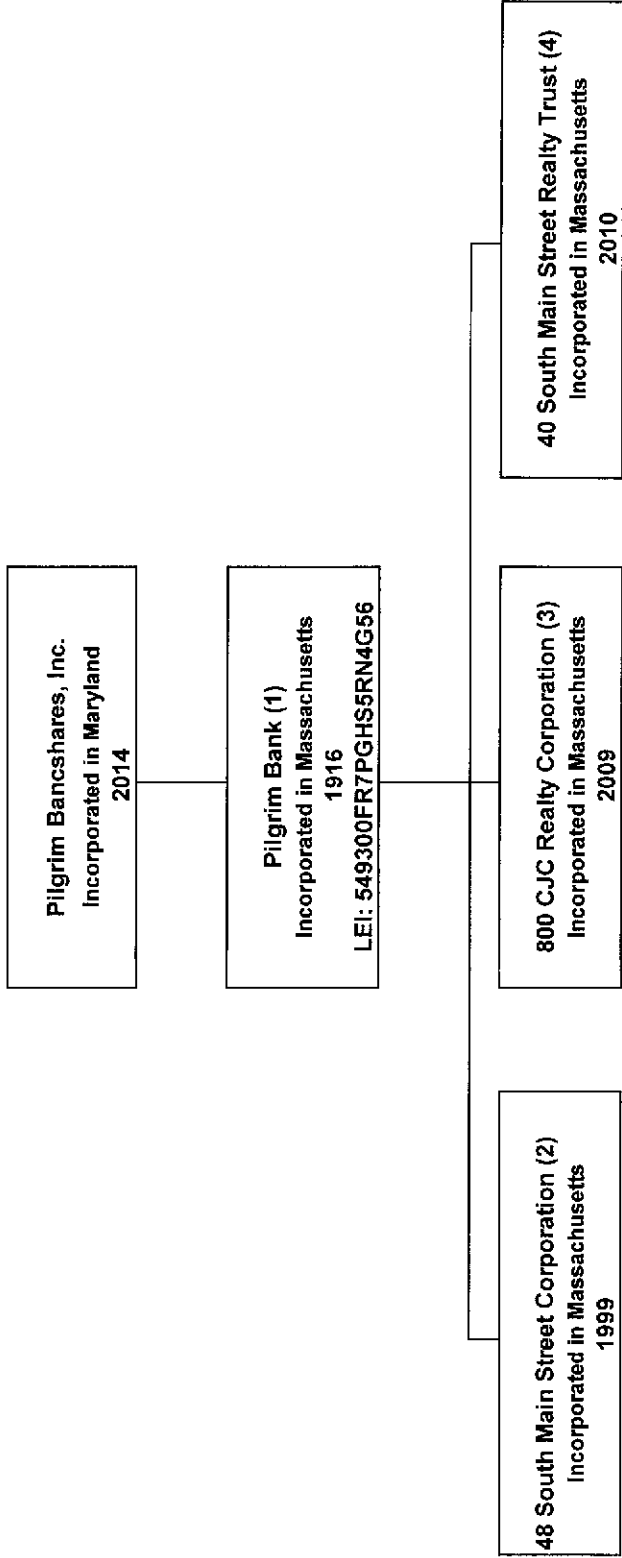 Pilgrim Bancshares, Inc.
Incorporated in Maryland
2014
Pilgrim Bank (1)
Incorporated in Massachusetts
1916
LEI: 549300FR7PGHS5RN4G56
48 South Main Street Corporation (2)
Incorporated in Massachusetts
1999
800 CJC Realty Corporation (3)
Incorporated in Massachusetts
2009
40 South Main Street Realty Trust (4)
Incorporated in Massachusetts
2010